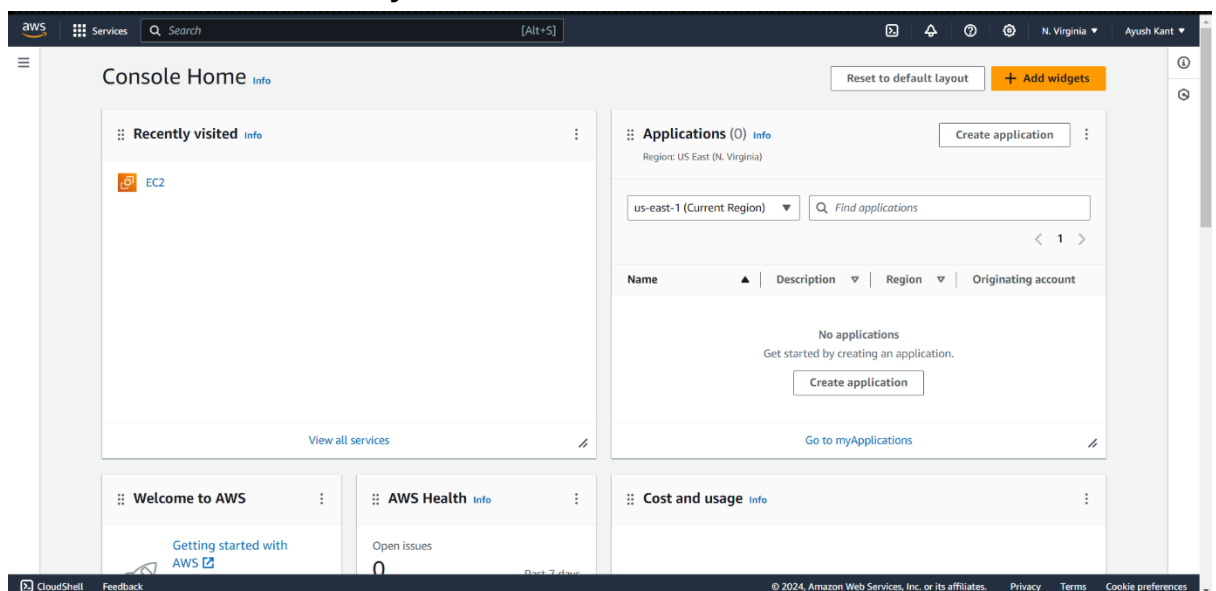 aws
Services
Search
[Alt+S]
N. Virginia
Ayush Kant
Console Home Info
Reset to default layout
+ Add widgets
Recently visited Info
EC2
View all services
Applications (0) Info
Region: US East (N. Virginia)
Create application
us-east-1 (Current Region)
Find applications
1
Name
Description
Region
Originating account
No applications
Get started by creating an application.
Create application
Go to myApplications
Welcome to AWS
Getting started with
AWS
AWS Health Info
Open issues
0
Past 7 days
Cost and usage Info
CloudShell
Feedback
© 2024, Amazon Web Services, Inc. or its affiliates.
Privacy
Terms
Cookie preferences